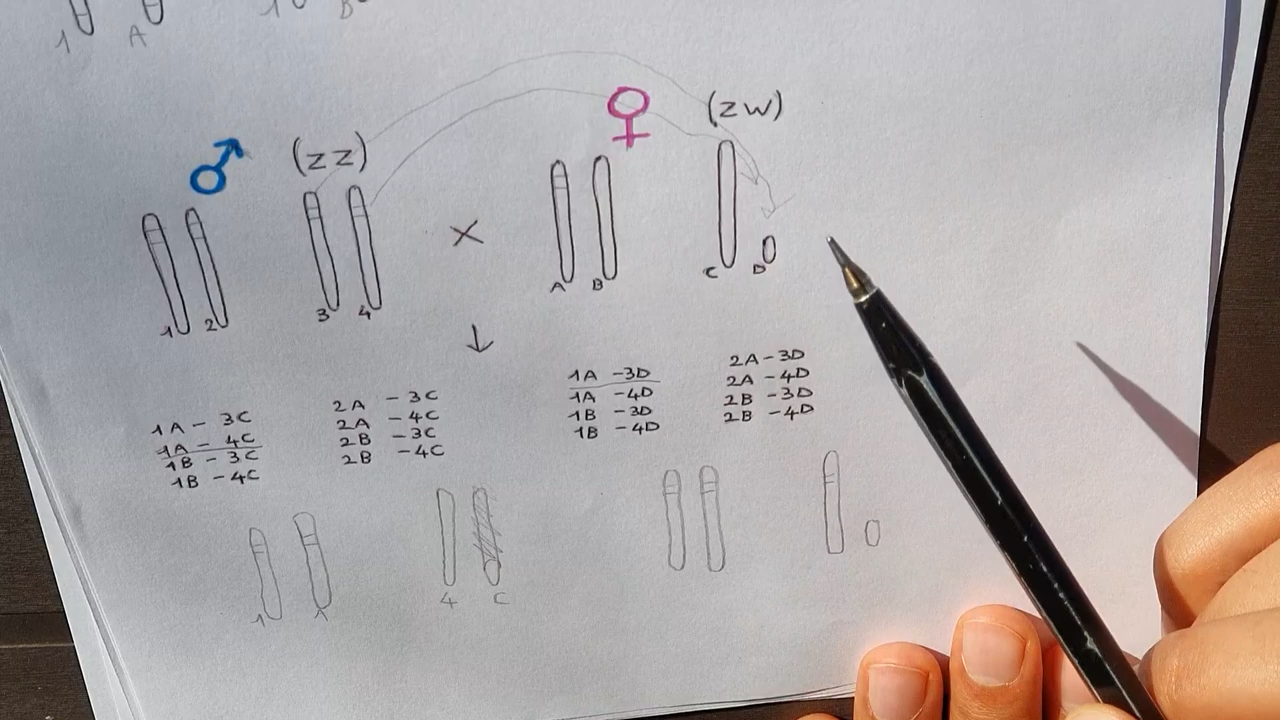 1 A 1 B
♂ (ZZ) ♀ (ZW)
1 2 3 4 × A B C D
↓
1A - 3C
1A - 4C
1B - 3C
1B - 4C
2A - 3C
2A - 4C
2B - 3C
2B - 4C
1A - 3D
1A - 4D
1B - 3D
1B - 4D
2A - 3D
2A - 4D
2B - 3D
2B - 4D
1 A 4 C